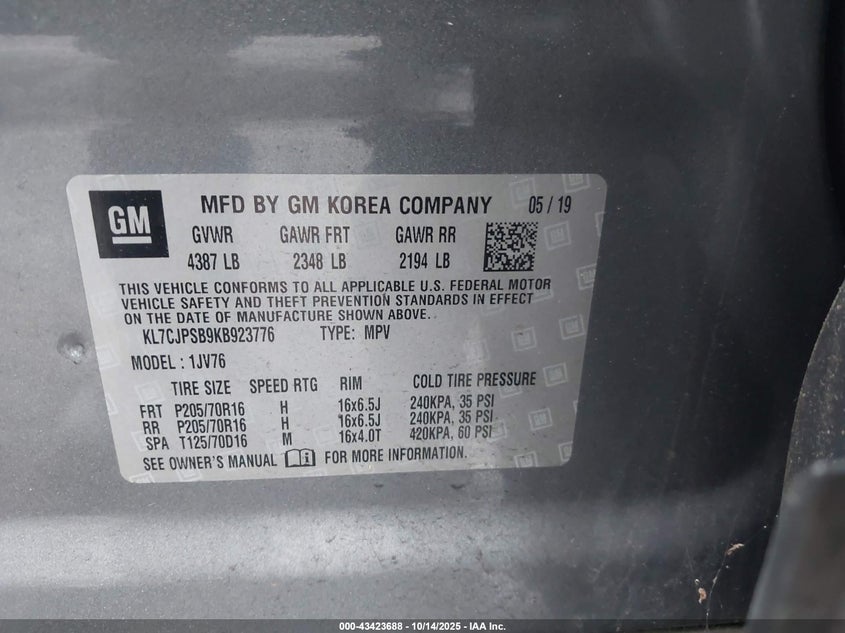 GM
MFD BY GM KOREA COMPANY 05 / 19
GVWR GAWR FRT GAWR RR
4387 LB 2348 LB 2194 LB
THIS VEHICLE CONFORMS TO ALL APPLICABLE U.S. FEDERAL MOTOR
VEHICLE SAFETY AND THEFT PREVENTION STANDARDS IN EFFECT
ON THE DATE OF MANUFACTURE SHOWN ABOVE.
KL7CJPSB9KB923776 TYPE: MPV
MODEL : 1JV76
TIRE SIZE SPEED RTG RIM COLD TIRE PRESSURE
FRT P205/70R16 H 16x6.5J 240KPA, 35 PSI
RR P205/70R16 H 16x6.5J 240KPA, 35 PSI
SPA T125/70D16 M 16x4.0T 420KPA, 60 PSI
SEE OWNER'S MANUAL FOR MORE INFORMATION.
000-43423688 - 10/14/2025 - IAA Inc.